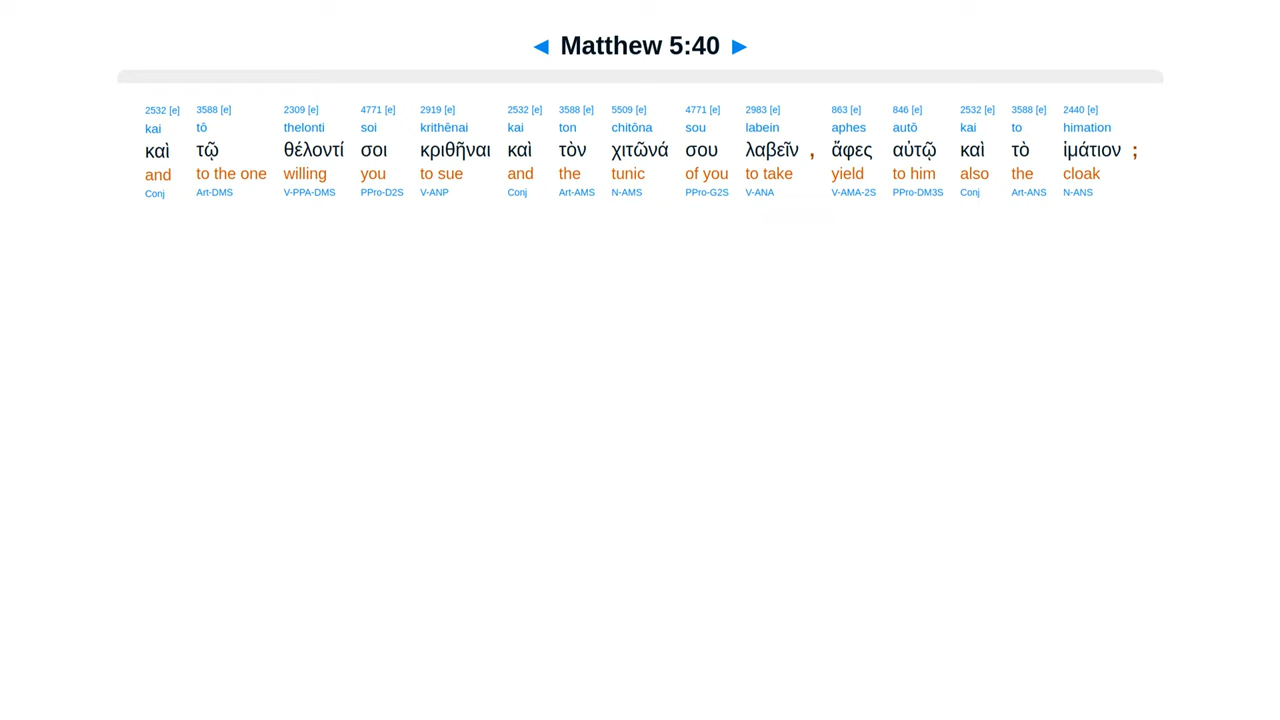 ◄ Matthew 5:40 ►
2532 [e] 3588 [e] 2309 [e] 4771 [e] 2919 [e] 2532 [e] 3588 [e] 5509 [e] 4771 [e] 2983 [e] 863 [e] 846 [e] 2532 [e] 3588 [e] 2440 [e]
kai tō thelonti soi krithēnai kai ton chitōna sou labein aphes autō kai to himation
καὶ τῷ θέλοντί σοι κριθῆναι καὶ τὸν χιτῶνά σου λαβεῖν , ἄφες αὐτῷ καὶ τὸ ἱμάτιον ;
and to the one willing you to sue and the tunic of you to take yield to him also the cloak
Conj Art-DMS V-PPA-DMS PPro-D2S V-ANP Conj Art-AMS N-AMS PPro-G2S V-ANA V-AMA-2S PPro-DM3S Conj Art-ANS N-ANS